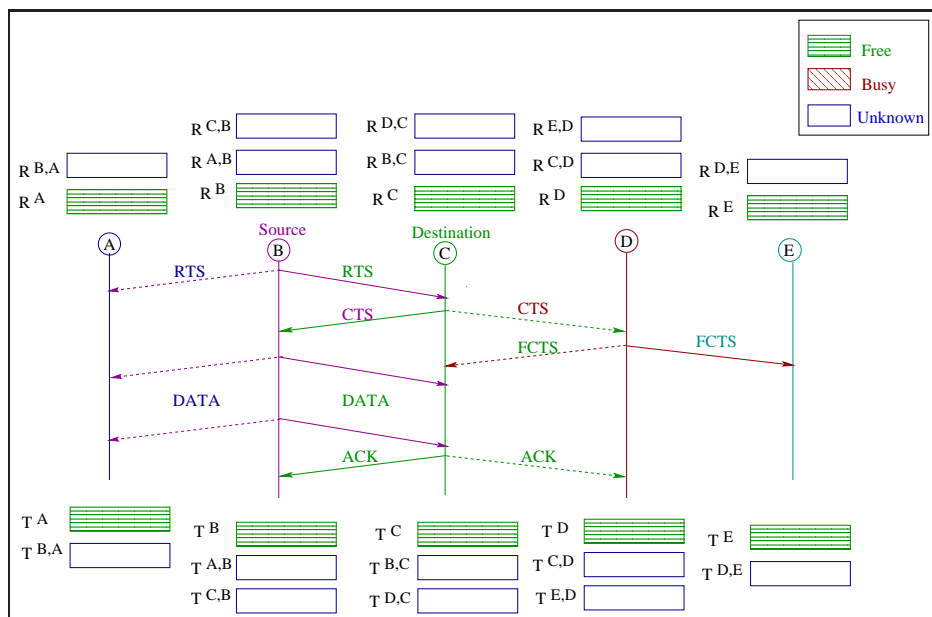 Free
Busy
Unknown
R C,B
R D,C
R E,D
R B,A
R A,B
R B,C
R C,D
R D,E
R A
R B
R C
R D
R E
Source
Destination
A
B
C
D
E
RTS
RTS
CTS
CTS
FCTS
FCTS
DATA
DATA
ACK
ACK
T A
T B
T C
T D
T E
T B,A
T A,B
T B,C
T C,D
T D,E
T C,B
T D,C
T E,D